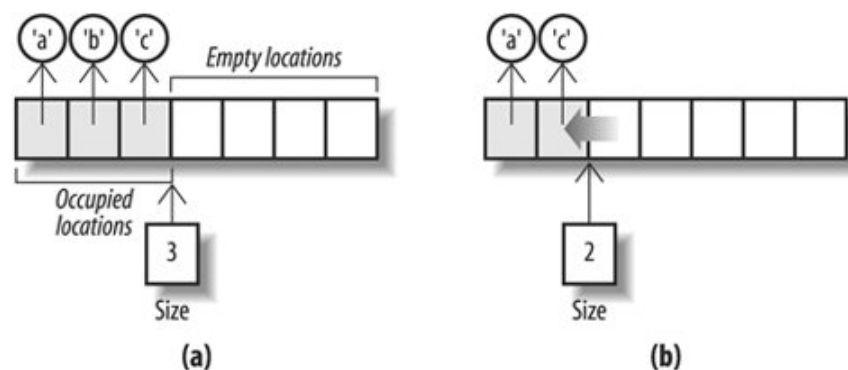 'a' 'b' 'c'
Empty locations
Occupied
locations
3
Size
(a)
'a' 'c'
2
Size
(b)